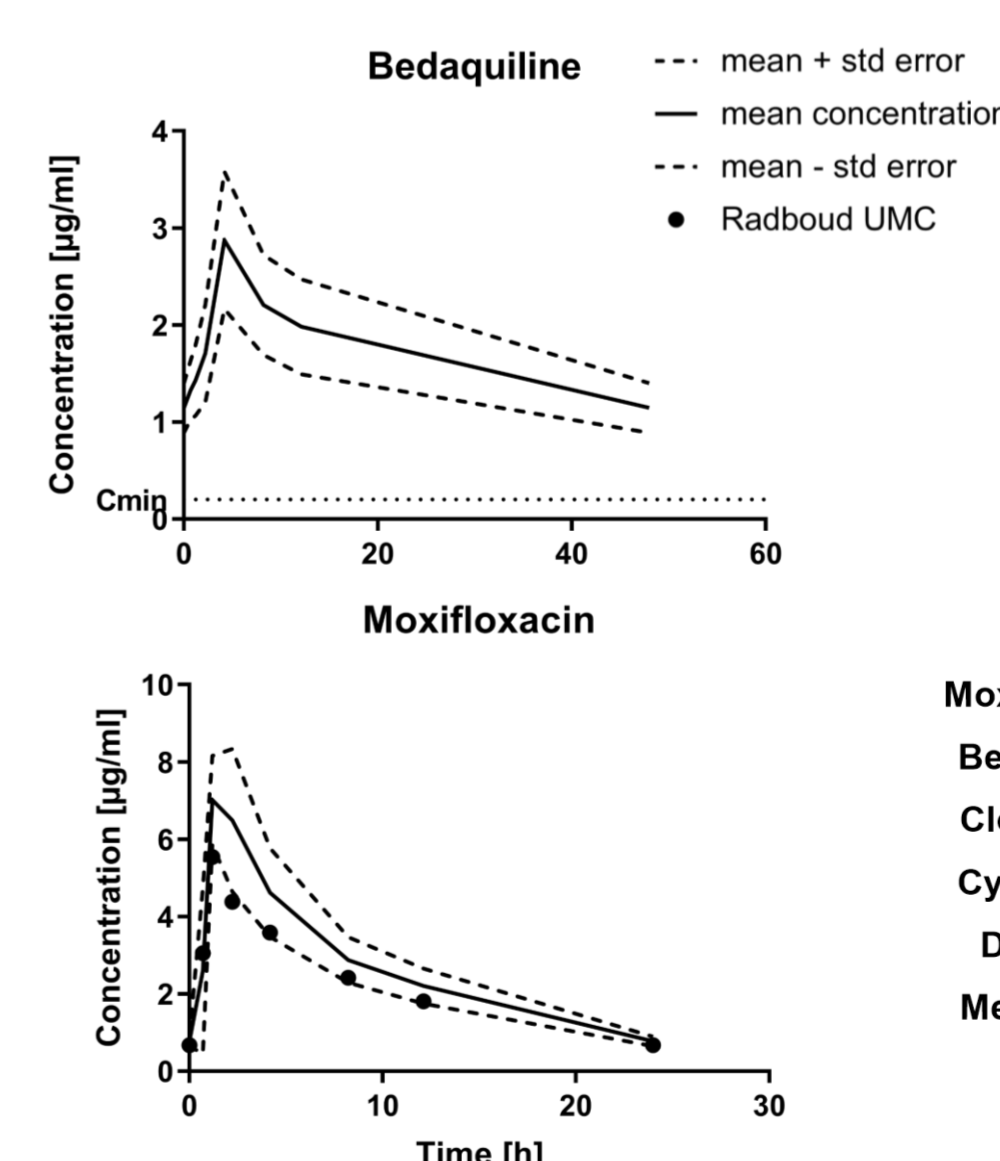 Bedaquiline
mean + std error
mean concentration
mean - std error
Radboud UMC
Concentration [µg/ml]
4
3
2
1
Cmin
0
0 20 40 60
Moxifloxacin
Concentration [µg/ml]
10
8
6
4
2
0
0 10 20 30
Time [h]
Mox
Be
Clo
Cy
D
Me